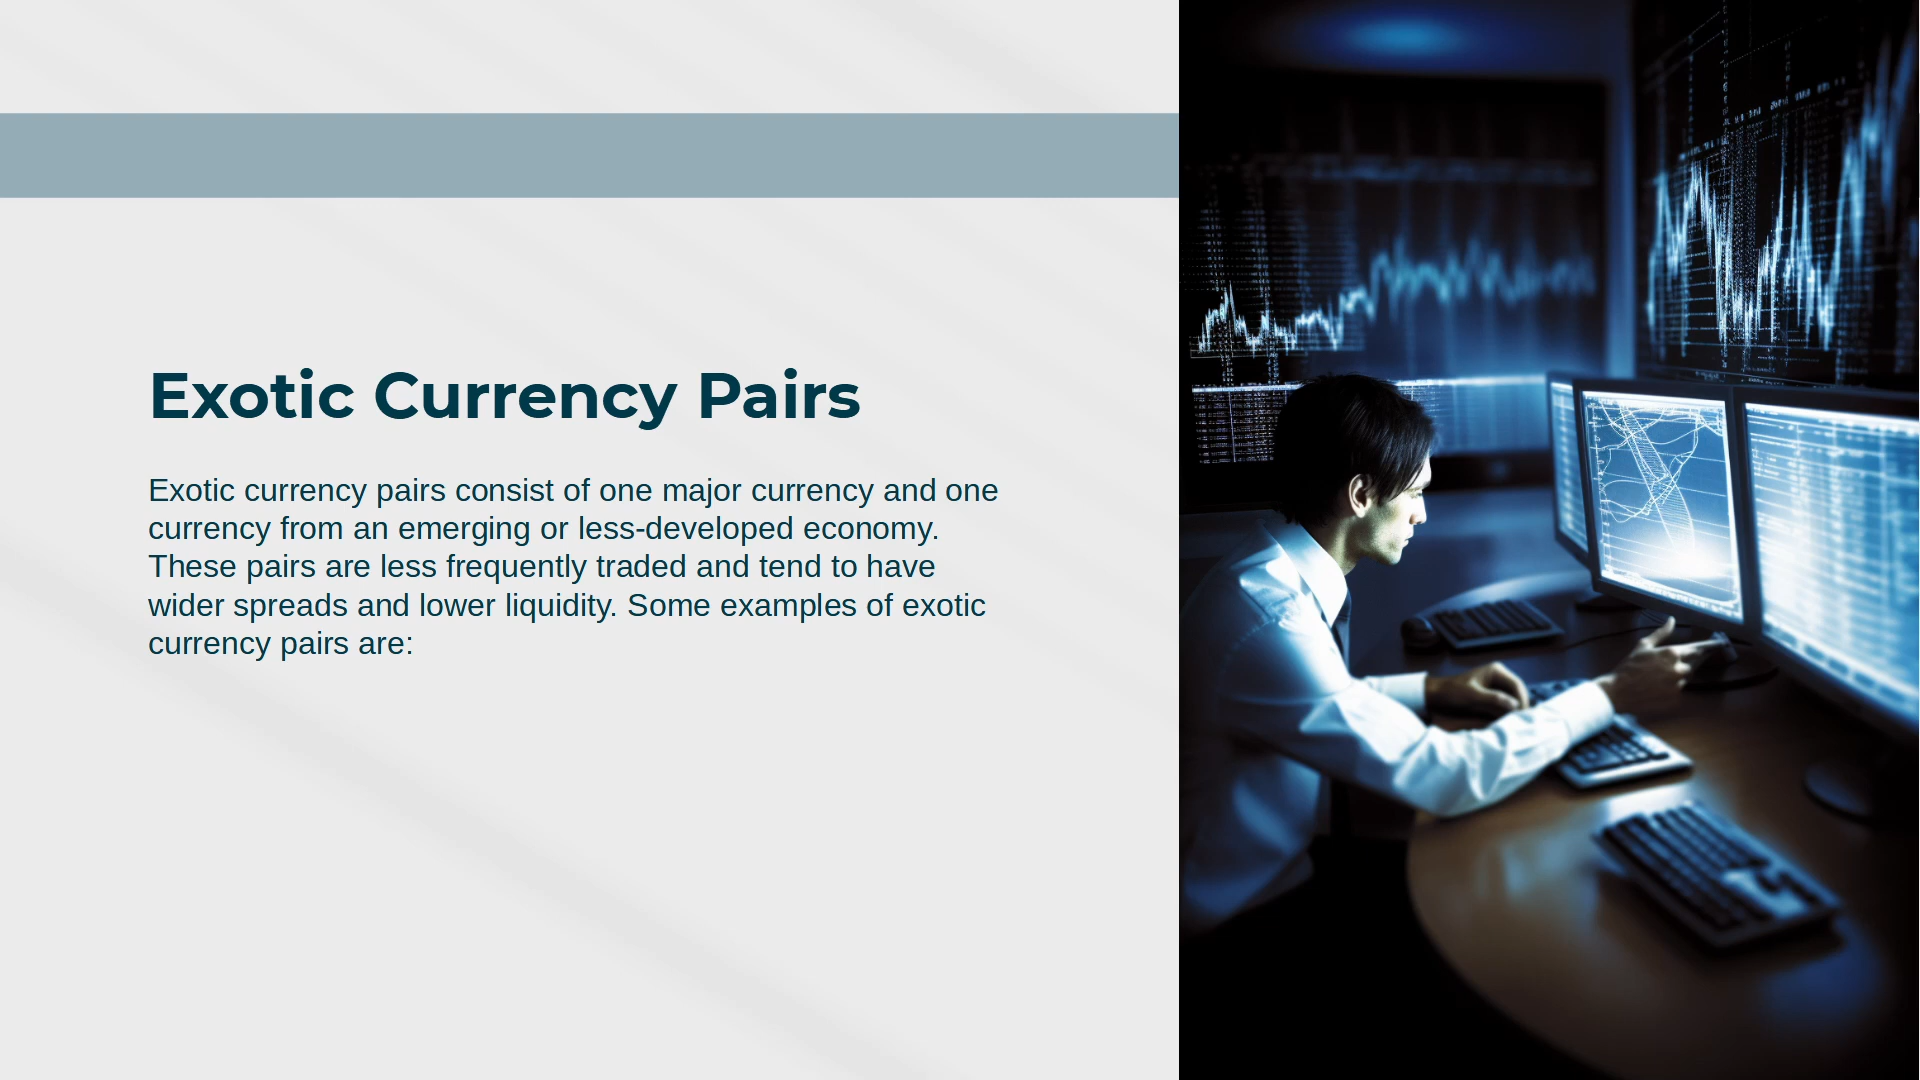 Exotic Currency Pairs
Exotic currency pairs consist of one major currency and one
currency from an emerging or less-developed economy.
These pairs are less frequently traded and tend to have
wider spreads and lower liquidity. Some examples of exotic
currency pairs are: